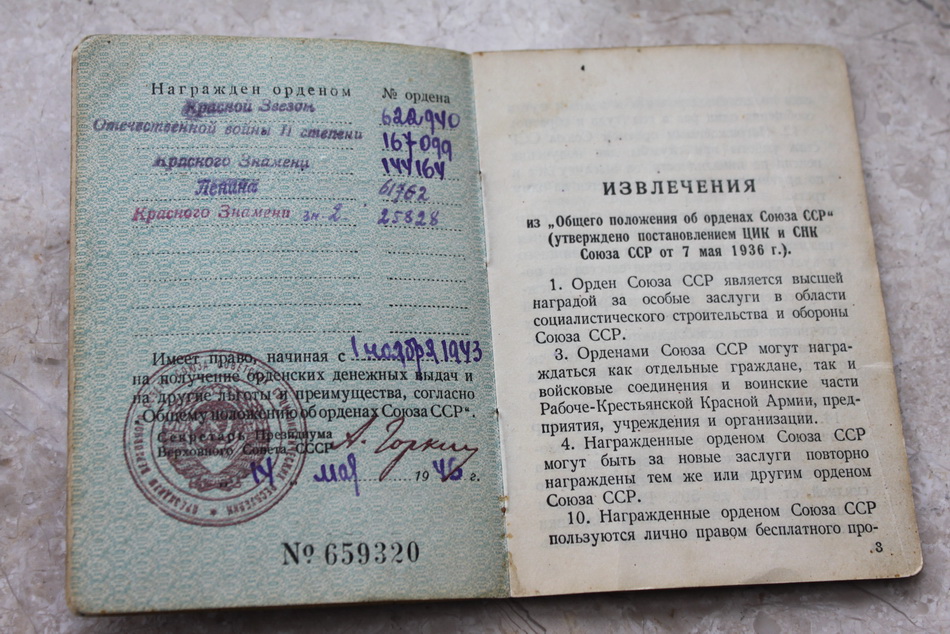 Награжден орденом № ордена
Красной Звезды 622940
Отечественной войны II степени 167099
Красного Знамени 144164
Ленина 61762
Красного Знамени зн. 2. 25828
Имеет право, начиная с 1 ноября 1943
на получение орденских денежных выдач и
на другие льготы и преимущества, согласно
„Общему положению об орденах Союза ССР“.
Секретарь Президиума
Верховного Совета СССР А. Горкин
14 мая 1946 г.
№ 659320
ИЗВЛЕЧЕНИЯ
из „Общего положения об орденах Союза ССР“
(утверждено постановлением ЦИК и СНК
Союза ССР от 7 мая 1936 г.).
1. Орден Союза ССР является высшей
наградой за особые заслуги в области
социалистического строительства и обороны
Союза ССР.
3. Орденами Союза ССР могут награ-
ждаться как отдельные граждане, так и
войсковые соединения и воинские части
Рабоче-Крестьянской Красной Армии, пред-
приятия, учреждения и организации.
4. Награжденные орденом Союза ССР
могут быть за новые заслуги повторно
награждены тем же или другим орденом
Союза ССР.
10. Награжденные орденом Союза ССР
пользуются лично правом бесплатного про-
3